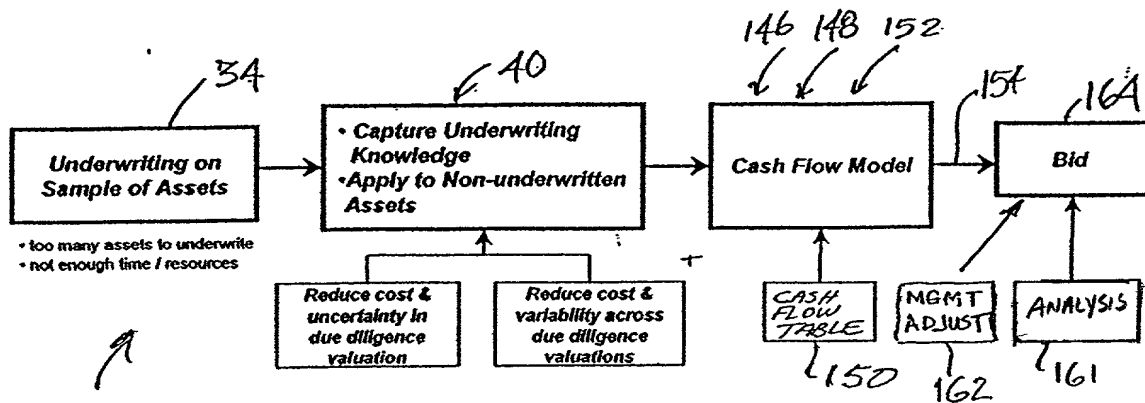 146 148 152
34 40 154 164
Underwriting on
Sample of Assets
• Capture Underwriting
Knowledge
• Apply to Non-underwritten
Assets
Cash Flow Model
Bid
• too many assets to underwrite
• not enough time / resources
Reduce cost &
uncertainty in
due diligence
valuation
Reduce cost &
variability across
due diligence
valuations
CASH
FLOW
TABLE
MGMT
ADJUST
ANALYSIS
150 162 161